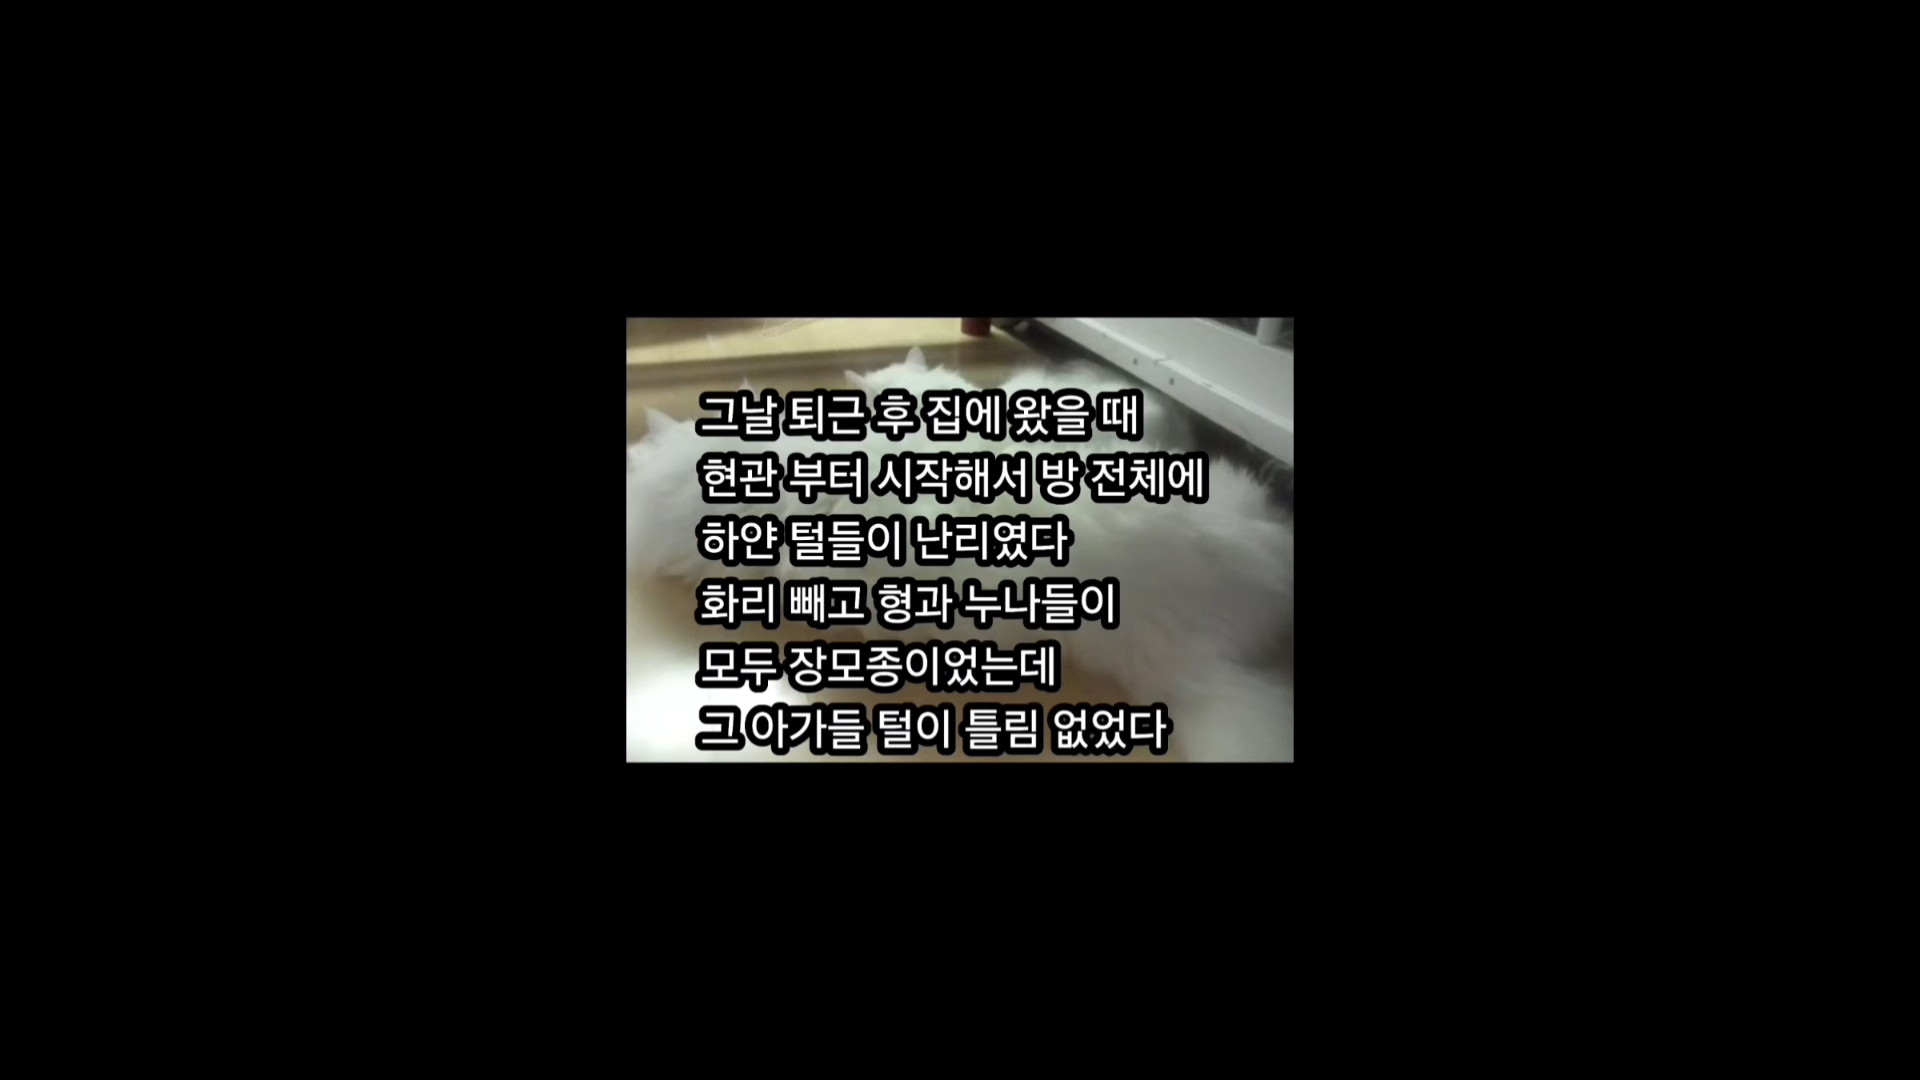 그날 퇴근 후 집에 왔을 때
현관 부터 시작해서 방 전체에
하얀 털들이 난리였다
화리 빼고 형과 누나들이
모두 장모종이었는데
그 아가들 털이 틀림 없었다